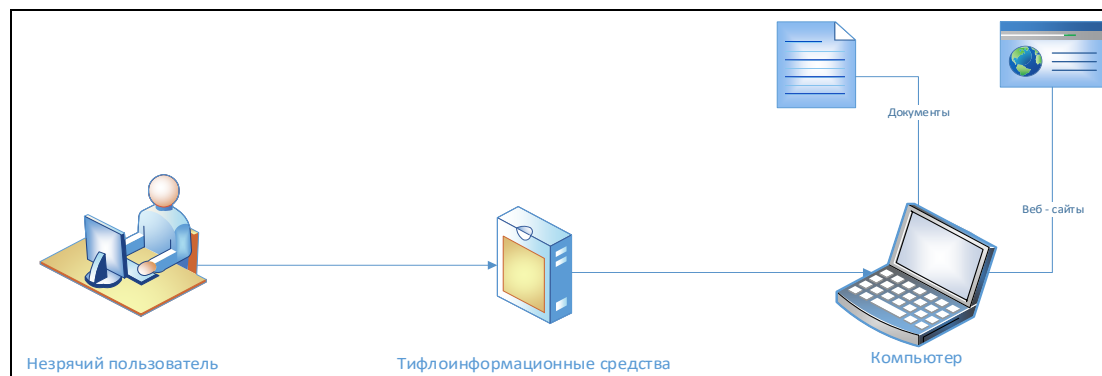 Документы
Веб - сайты
Незрячий пользователь
Тифлоинформационные средства
Компьютер